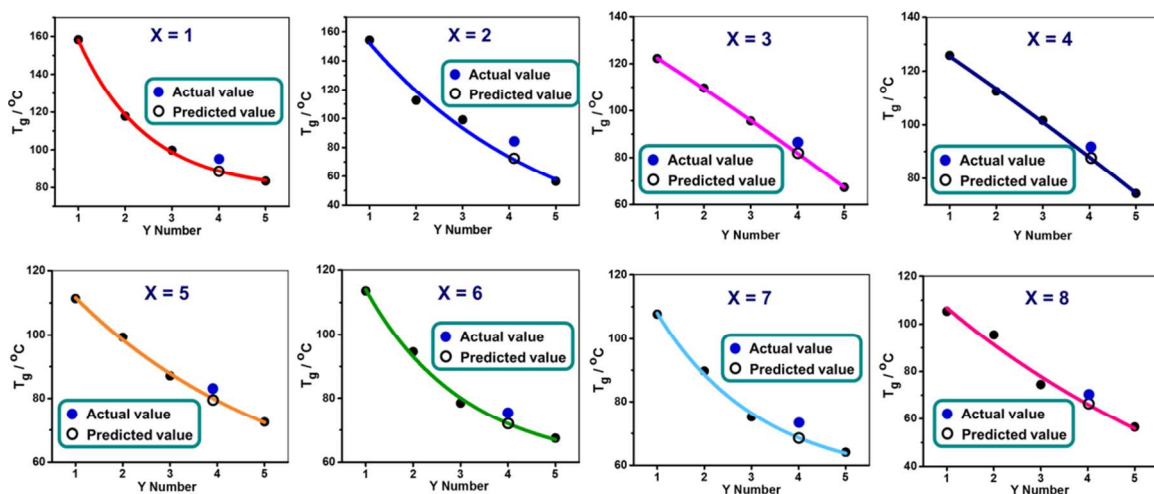 X = 1
Actual value
Predicted value
T_g / °C
160
140
120
100
80
1 2 3 4 5
Y Number
X = 2
Actual value
Predicted value
T_g / °C
160
140
120
100
80
60
40
1 2 3 4 5
Y Number
X = 3
Actual value
Predicted value
T_g / °C
140
120
100
80
60
1 2 3 4 5
Y Number
X = 4
Actual value
Predicted value
T_g / °C
140
120
100
80
1 2 3 4 5
Y Number
X = 5
Actual value
Predicted value
T_g / °C
120
100
80
60
1 2 3 4 5
Y Number
X = 6
Actual value
Predicted value
T_g / °C
120
100
80
60
1 2 3 4 5
Y Number
X = 7
Actual value
Predicted value
T_g / °C
120
100
80
60
1 2 3 4 5
Y Number
X = 8
Actual value
Predicted value
T_g / °C
120
100
80
60
40
1 2 3 4 5
Y Number